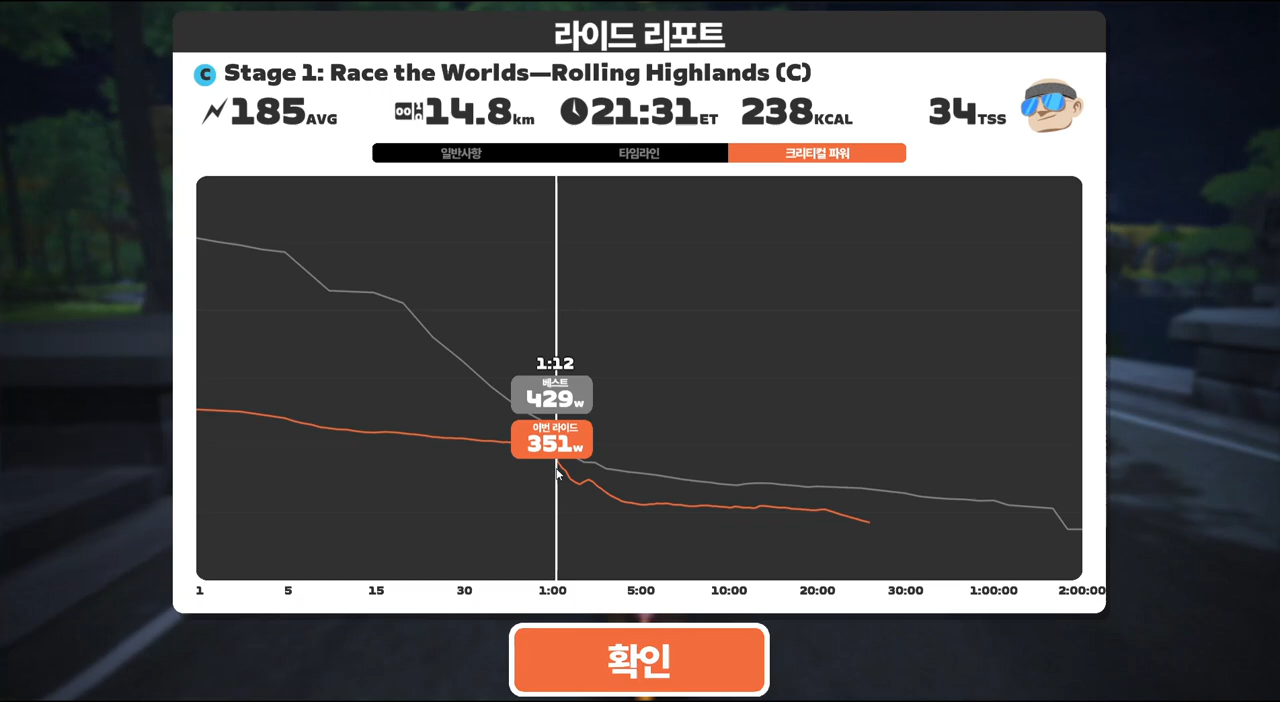 라이드 리포트
C Stage 1: Race the Worlds—Rolling Highlands (C)
185AVG 14.8km 21:31ET 238KCAL 34TSS
일반사항 타임라인 크리티컬 파워
1:12
베스트
429w
이번 라이드
351w
1 5 15 30 1:00 5:00 10:00 20:00 30:00 1:00:00 2:00:00
확인